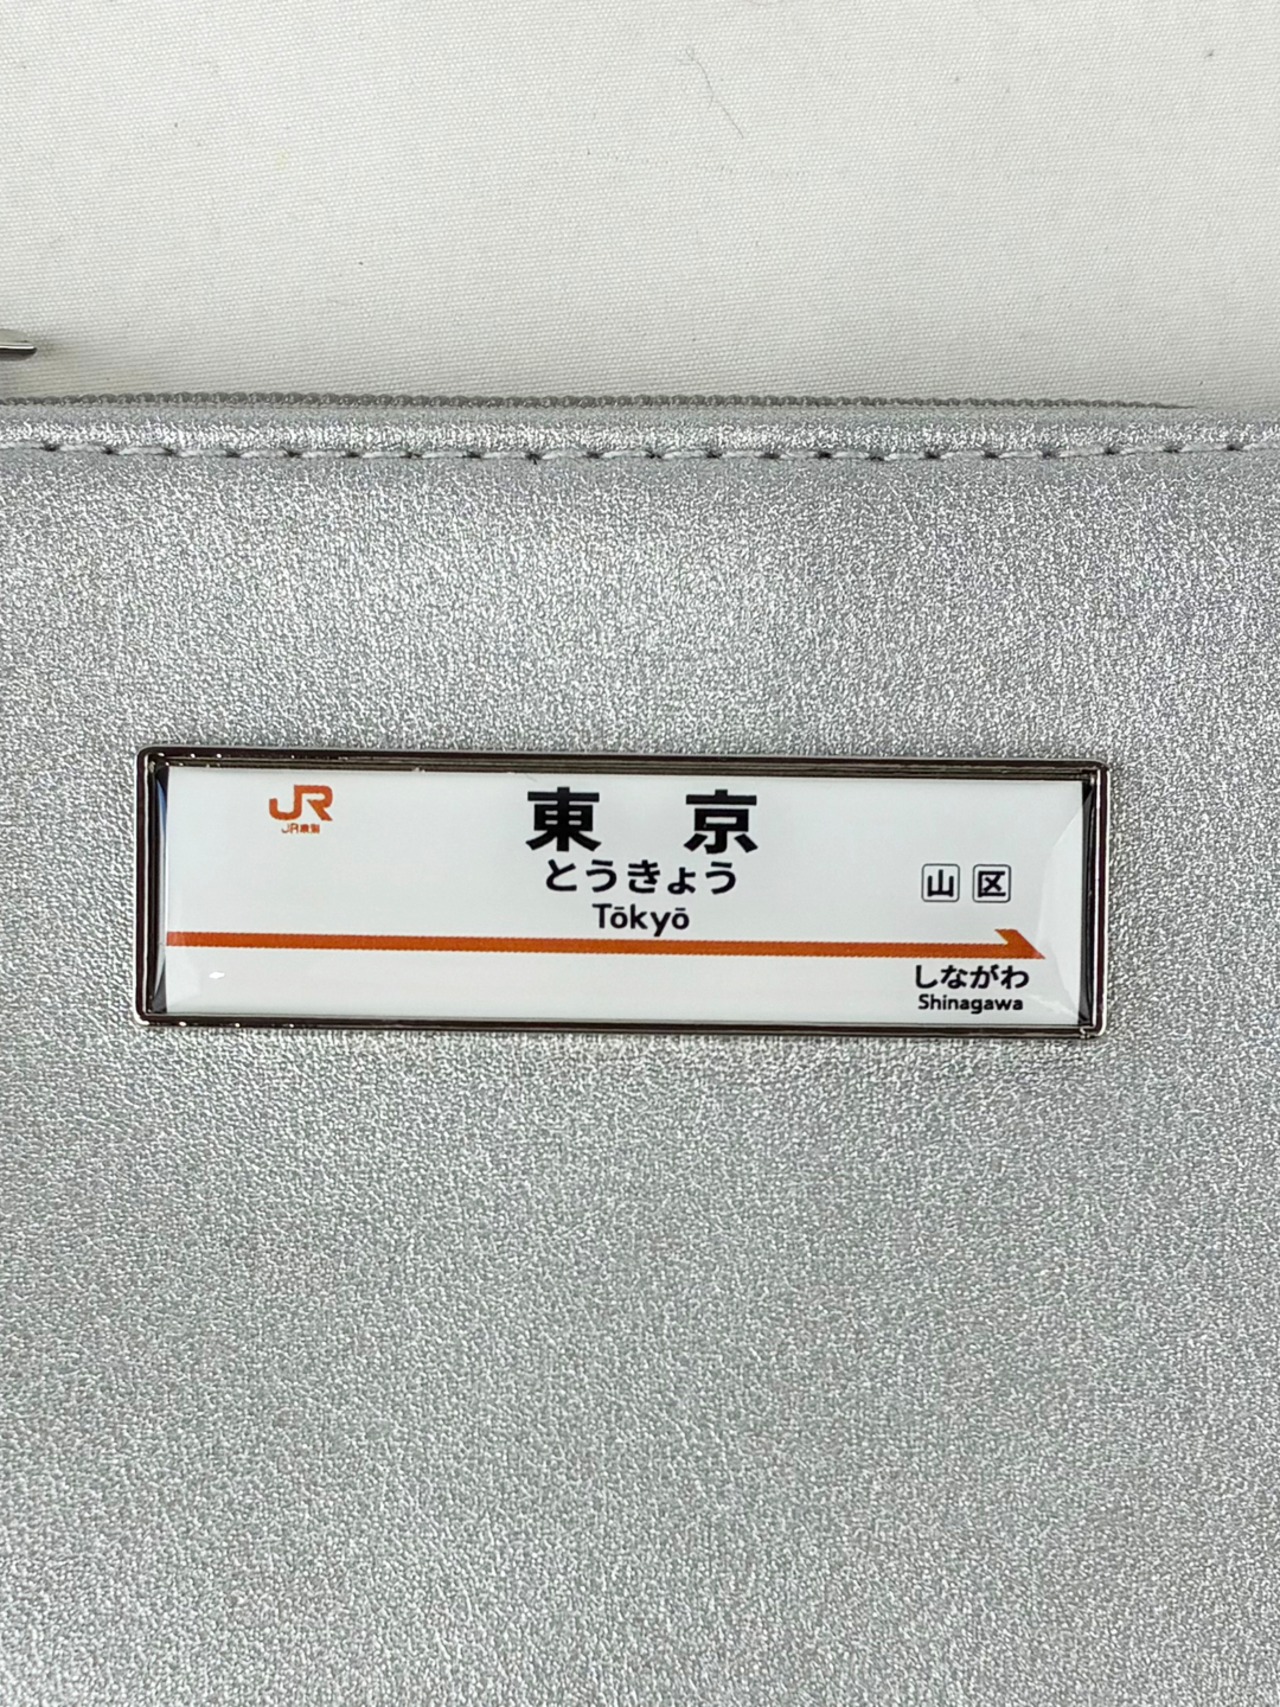 JR
JR東海
東京
とうきょう
Tōkyō
山 区
しながわ
Shinagawa